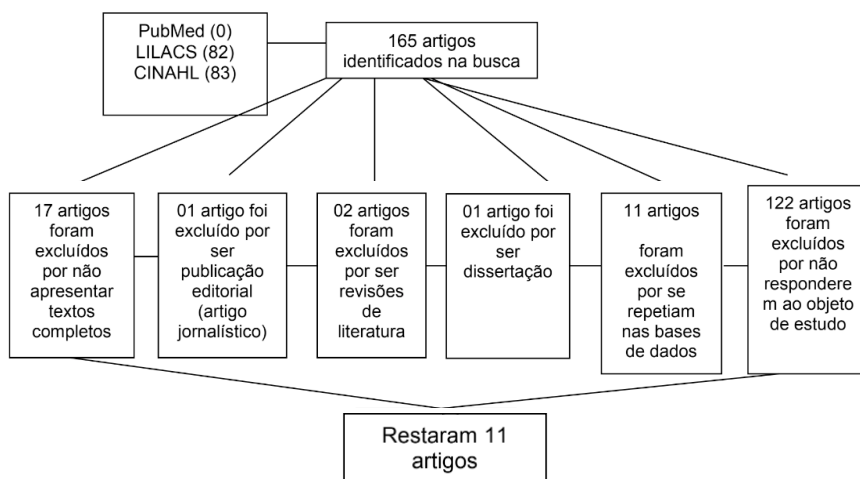 PubMed (0)
LILACS (82)
CINAHL (83)
165 artigos
identificados na busca
17 artigos
foram
excluídos
por não
apresentar
textos
completos
01 artigo foi
excluído por
ser
publicação
editorial
(artigo
jornalístico)
02 artigos
foram
excluídos
por ser
revisões
de
literatura
01 artigo foi
excluído por
ser
dissertação
11 artigos
foram
excluídos
por se
repetiam
nas bases
de dados
122 artigos
foram
excluídos
por não
respondere
m ao objeto
de estudo
Restaram 11
artigos